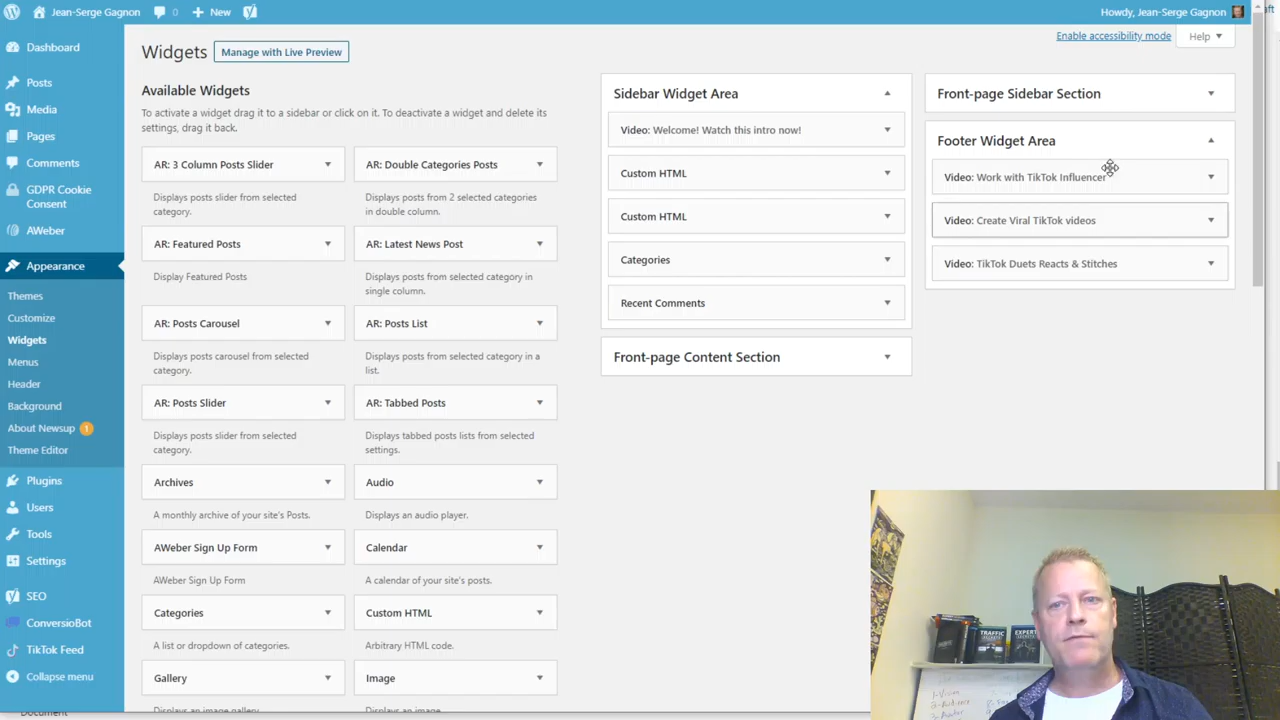 Jean-Serge Gagnon
0
New
Howdy, Jean-Serge Gagnon
Dashboard
Posts
Media
Pages
Comments
GDPR Cookie
Consent
AWeber
Appearance
Themes
Customize
Widgets
Menus
Header
Background
About Newsup 1
Theme Editor
Plugins
Users
Tools
Settings
SEO
ConversioBot
TikTok Feed
Collapse menu
Document
Enable accessibility mode
Help
Widgets
Manage with Live Preview
Available Widgets
To activate a widget drag it to a sidebar or click on it. To deactivate a widget and delete its
settings, drag it back.
AR: 3 Column Posts Slider
Displays posts slider from selected
category.
AR: Double Categories Posts
Displays posts from 2 selected categories
in double column.
AR: Featured Posts
Display Featured Posts
AR: Latest News Post
Displays posts from selected category in
single column.
AR: Posts Carousel
Displays posts carousel from selected
category.
AR: Posts List
Displays posts from selected category in a
list.
AR: Posts Slider
Displays posts slider from selected
category.
AR: Tabbed Posts
Displays tabbed posts lists from selected
settings.
Archives
A monthly archive of your site's Posts.
Audio
Displays an audio player.
AWeber Sign Up Form
AWeber Sign Up Form
Calendar
A calendar of your site's posts.
Categories
A list or dropdown of categories.
Custom HTML
Arbitrary HTML code.
Gallery
Displays an image gallery.
Image
Displays an image.
Sidebar Widget Area
Video: Welcome! Watch this intro now!
Custom HTML
Custom HTML
Categories
Recent Comments
Front-page Content Section
Front-page Sidebar Section
Footer Widget Area
Video: Work with TikTok Influencer
Video: Create Viral TikTok videos
Video: TikTok Duets Reacts & Stitches
TRAFFIC
SECRETS
EXPERT
SECRETS